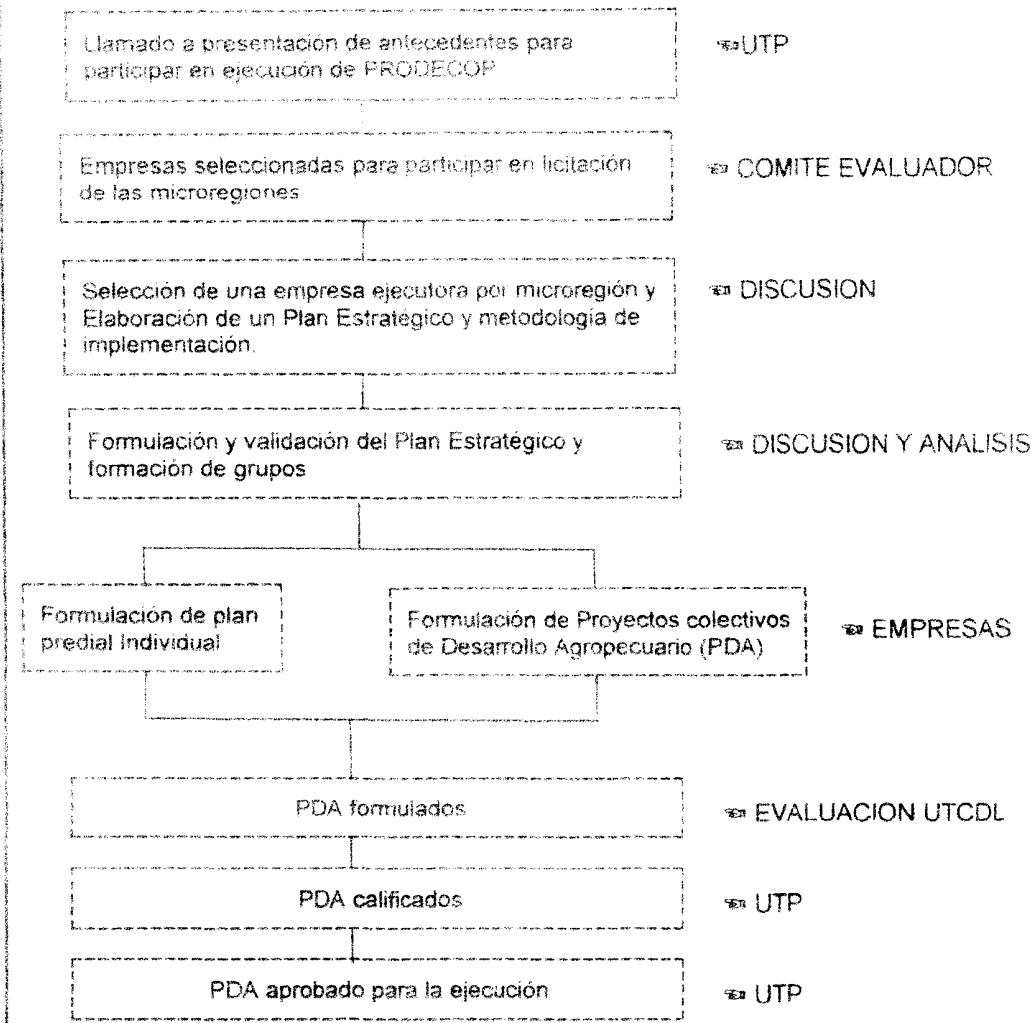 Llamado a presentación de antecedentes para
participar en ejecución de PRODECOP
UTP
Empresas seleccionadas para participar en licitación
de las microregiones
COMITE EVALUADOR
Selección de una empresa ejecutora por microregión y
Elaboración de un Plan Estratégico y metodología de
implementación.
DISCUSION
Formulación y validación del Plan Estratégico y
formación de grupos
DISCUSION Y ANALISIS
Formulación de plan
predial Individual
Formulación de Proyectos colectivos
de Desarrollo Agropecuario (PDA)
EMPRESAS
PDA formulados
EVALUACION UTCDL
PDA calificados
UTP
PDA aprobado para la ejecución
UTP